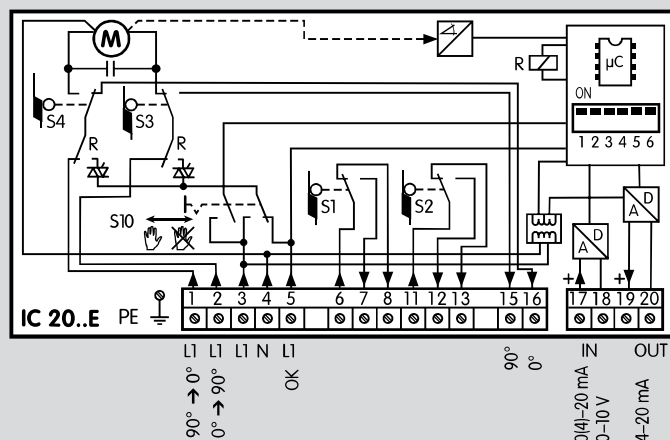 M
R
µC
ON
1 2 3 4 5 6
S4
S3
R
R
S1
S2
S10
A
D
A
D
IC 20..E
PE
1 2 3 4 5 6 7 8 11 12 13 15 16
+
17 18
+
19 20
L1 L1 L1 N L1
90° → 0°
0° → 90°
OK
90°
0°
IN
OUT
0(4)–20 mA
0–10 V
4–20 mA